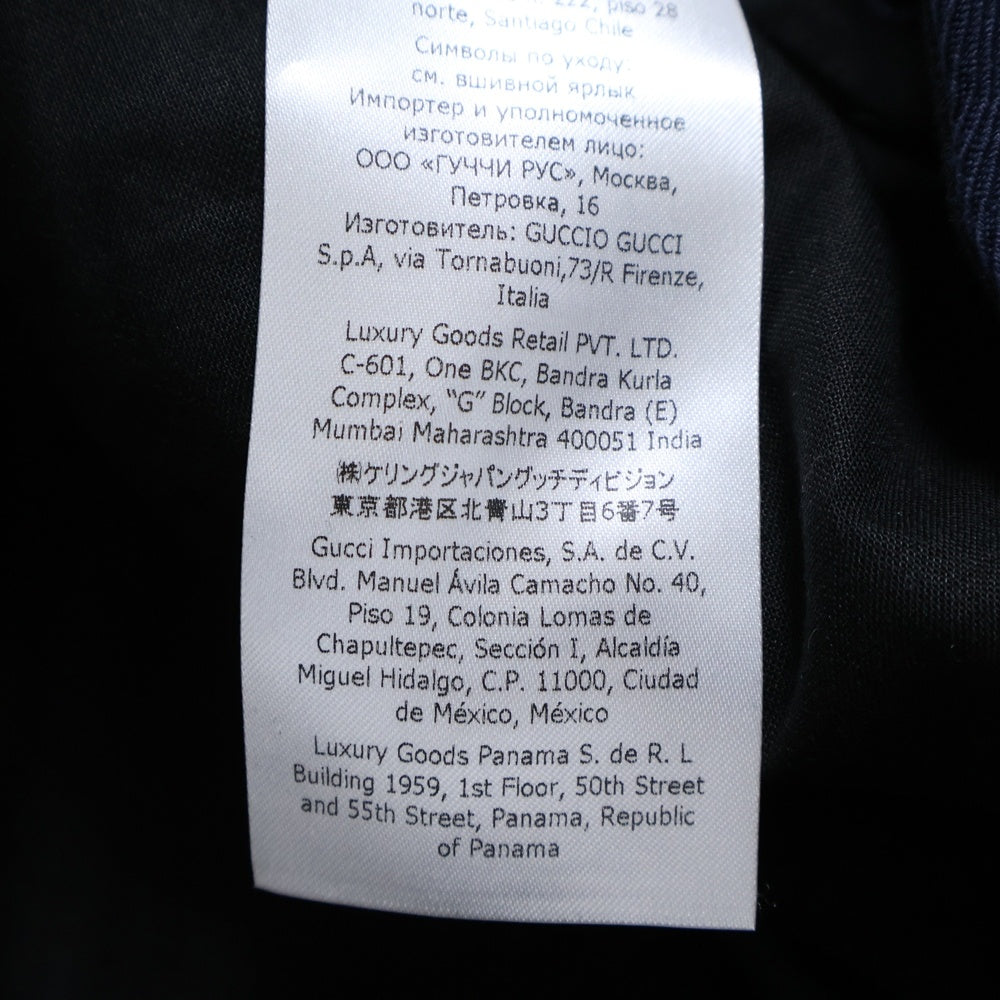 222, piso 28
norte, Santiago Chile
Символы по уходу:
см. вшивной ярлык
Импортер и уполномоченное
изготовителем лицо:
ООО «ГУЧЧИ РУС», Москва,
Петровка, 16
Изготовитель: GUCCIO GUCCI
S.p.A, via Tornabuoni,73/R Firenze,
Italia
Luxury Goods Retail PVT. LTD.
C-601, One BKC, Bandra Kurla
Complex, "G" Block, Bandra (E)
Mumbai Maharashtra 400051 India
㈱ケリングジャパングッチディビジョン
東京都港区北青山3丁目6番7号
Gucci Importaciones, S.A. de C.V.
Blvd. Manuel Ávila Camacho No. 40,
Piso 19, Colonia Lomas de
Chapultepec, Sección I, Alcaldía
Miguel Hidalgo, C.P. 11000, Ciudad
de México, México
Luxury Goods Panama S. de R. L
Building 1959, 1st Floor, 50th Street
and 55th Street, Panama, Republic
of Panama